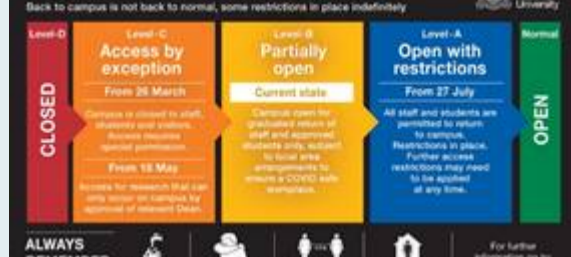 Back to campus is not back to normal, some restrictions in place indefinitely
University
Level-D
CLOSED
Level-C
Access by
exception
From 26 March
Campus is closed to staff,
students and visitors.
Access requires
special permission.
From 18 May
Access for research that can
only occur on campus by
approval of relevant Dean.
Level-B
Partially
open
Current state
Campus open for
graduated return of
staff and approved
students only, subject
to local area
arrangements to
ensure a COVID safe
workplace.
Level-A
Open with
restrictions
From 27 July
All staff and students are
permitted to return
to campus.
Restrictions in place.
Further access
restrictions may need
to be applied
at any time.
Normal
OPEN
ALWAYS
For further